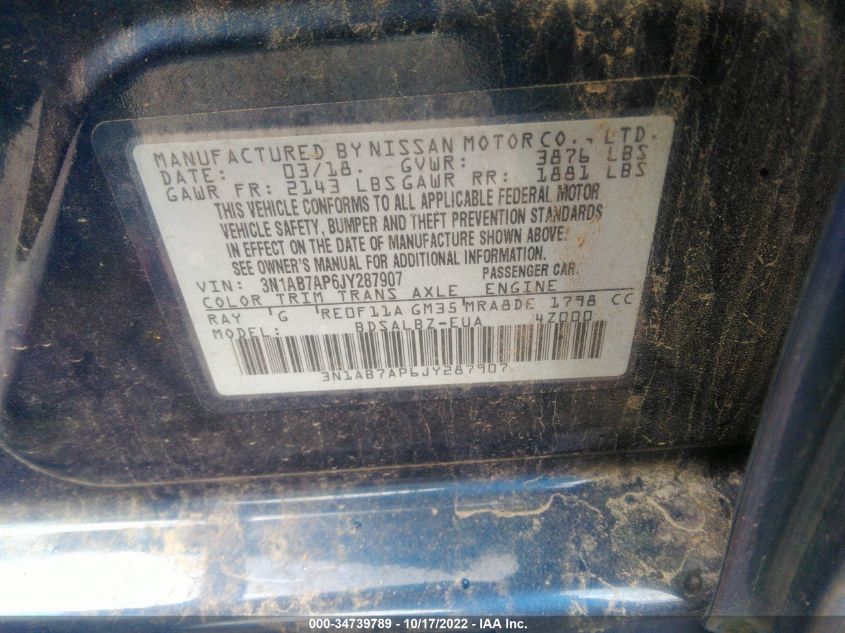 MANUFACTURED BY NISSAN MOTOR CO., LTD.
DATE: 03/18. GVWR: 3876 LBS
GAWR FR: 2143 LBS GAWR RR: 1881 LBS
THIS VEHICLE CONFORMS TO ALL APPLICABLE FEDERAL MOTOR
VEHICLE SAFETY, BUMPER AND THEFT PREVENTION STANDARDS
IN EFFECT ON THE DATE OF MANUFACTURE SHOWN ABOVE.
SEE OWNER'S MANUAL FOR ADDITIONAL INFORMATION.
VIN: 3N1AB7AP6JY287907 PASSENGER CAR.
COLOR TRIM TRANS AXLE ENGINE
RAY G RE0F11A GM35 MRA8DE 1798 CC
MODEL: BDSALBZ-EUA 4Z000
3N1AB7AP6JY287907
000-34739789 - 10/17/2022 - IAA Inc.